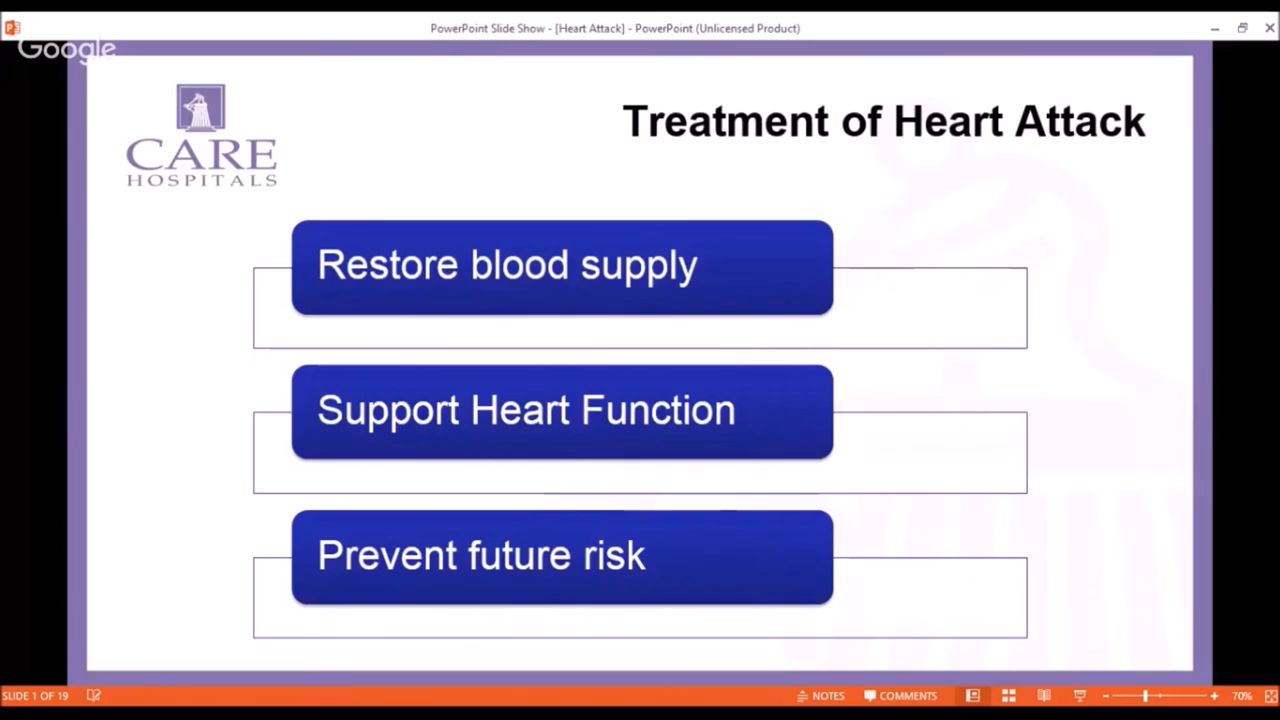 PowerPoint Slide Show - [Heart Attack] - PowerPoint (Unlicensed Product)
Google
CARE
HOSPITALS
Treatment of Heart Attack
Restore blood supply
Support Heart Function
Prevent future risk
SLIDE 1 OF 19
NOTES
COMMENTS
70%